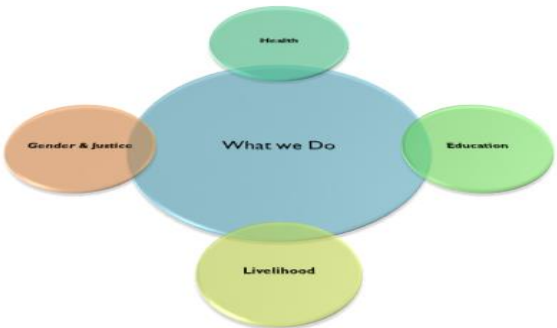 Health
Gender & Justice
What we Do
Education
Livelihood